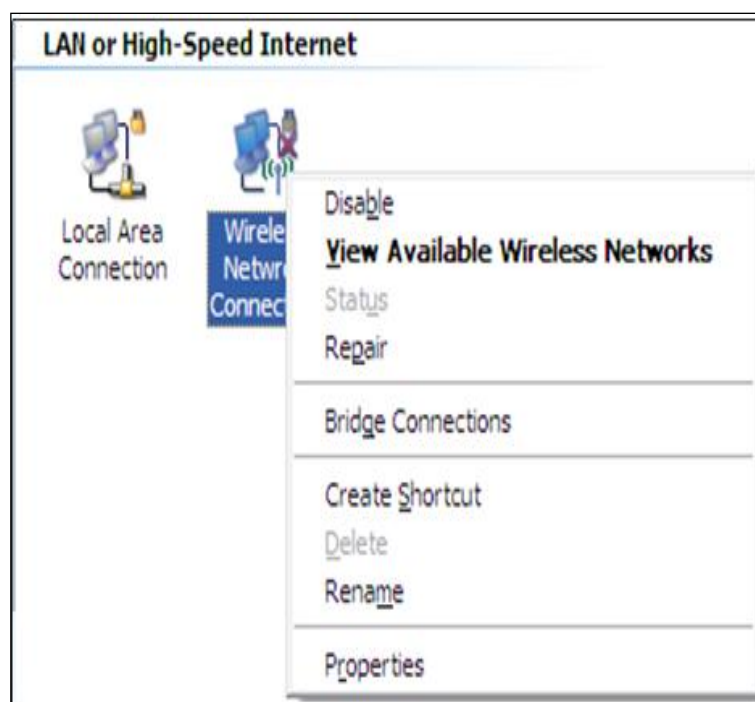 LAN or High-Speed Internet
Local Area
Connection
Disable
View Available Wireless Networks
Status
Repair
Bridge Connections
Create Shortcut
Delete
Rename
Properties